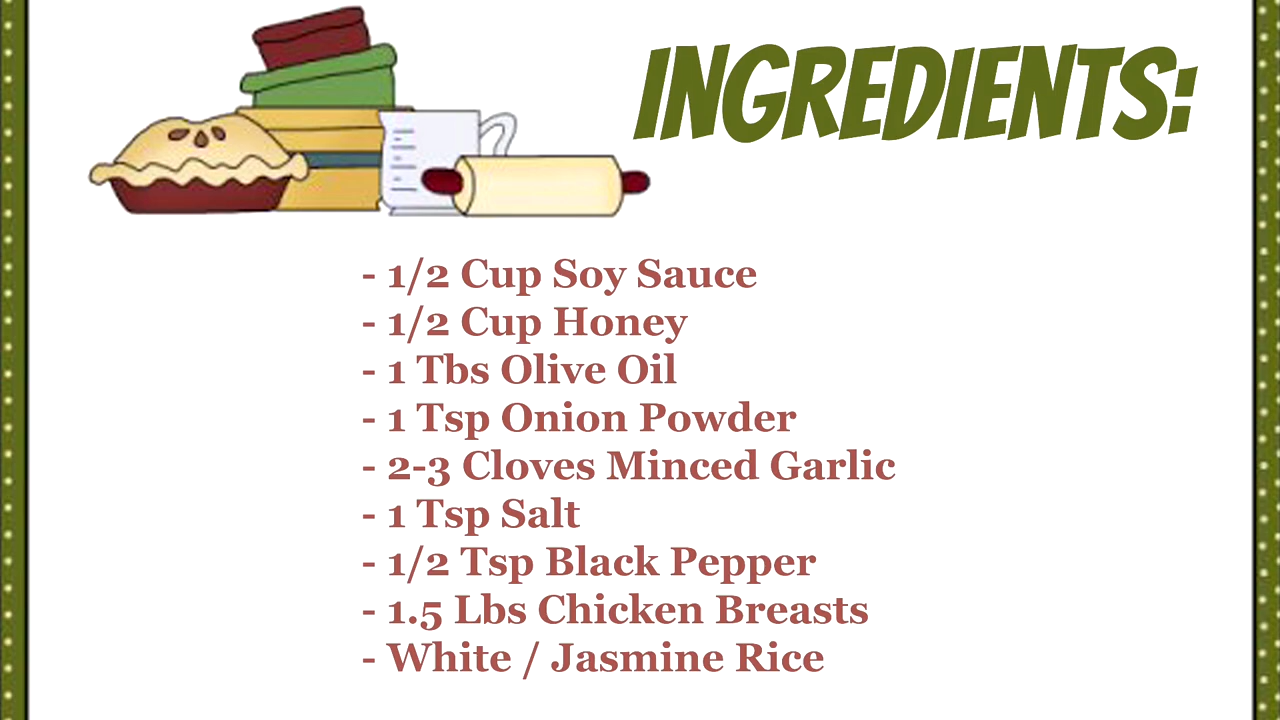 INGREDIENTS:
- 1/2 Cup Soy Sauce
- 1/2 Cup Honey
- 1 Tbs Olive Oil
- 1 Tsp Onion Powder
- 2-3 Cloves Minced Garlic
- 1 Tsp Salt
- 1/2 Tsp Black Pepper
- 1.5 Lbs Chicken Breasts
- White / Jasmine Rice